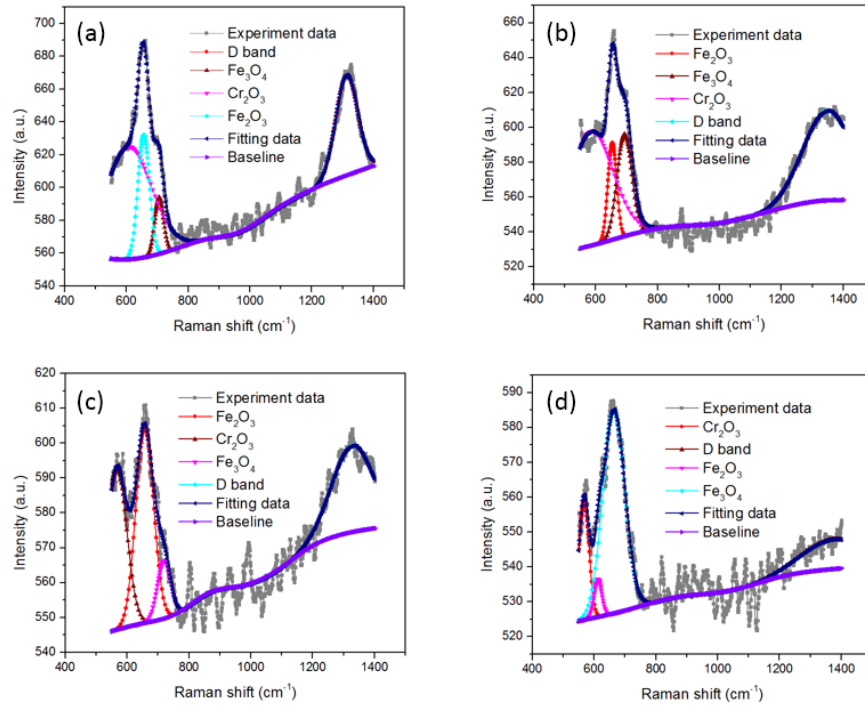 (a)
Experiment data
D band
Fe₃O₄
Cr₂O₃
Fe₂O₃
Fitting data
Baseline
Intensity (a.u.)
700
680
660
640
620
600
580
560
540
400 600 800 1000 1200 1400
Raman shift (cm⁻¹)
(b)
Experiment data
Fe₂O₃
Fe₃O₄
Cr₂O₃
D band
Fitting data
Baseline
Intensity (a.u.)
660
640
620
600
580
560
540
520
400 600 800 1000 1200 1400
Raman shift (cm⁻¹)
(c)
Experiment data
Fe₂O₃
Cr₂O₃
Fe₃O₄
D band
Fitting data
Baseline
Intensity (a.u.)
620
610
600
590
580
570
560
550
540
400 600 800 1000 1200 1400
Raman shift (cm⁻¹)
(d)
Experiment data
Cr₂O₃
D band
Fe₂O₃
Fe₃O₄
Fitting data
Baseline
Intensity (a.u.)
590
580
570
560
550
540
530
520
400 600 800 1000 1200 1400
Raman shift (cm⁻¹)